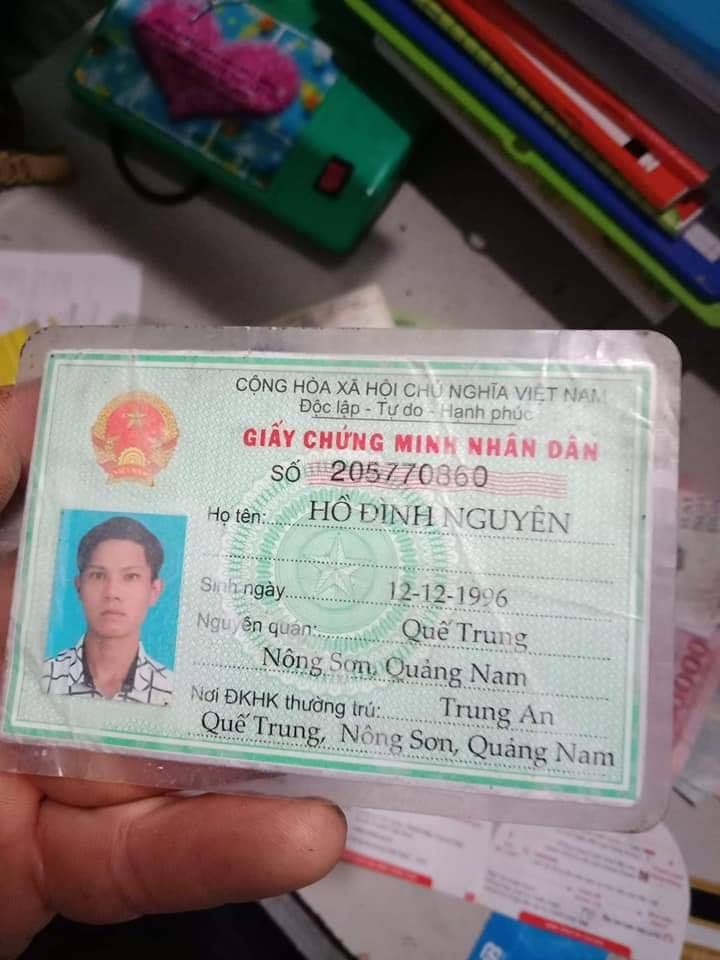 CỘNG HÒA XÃ HỘI CHỦ NGHĨA VIỆT NAM
Độc lập - Tự do - Hạnh phúc
GIẤY CHỨNG MINH NHÂN DÂN
SỐ 205770860
Họ tên: HỒ ĐÌNH NGUYÊN
Sinh ngày 12-12-1996
Nguyên quán: Quế Trung
Nông Sơn, Quảng Nam
Nơi ĐKHK thường trú: Trung An
Quế Trung, Nông Sơn, Quảng Nam